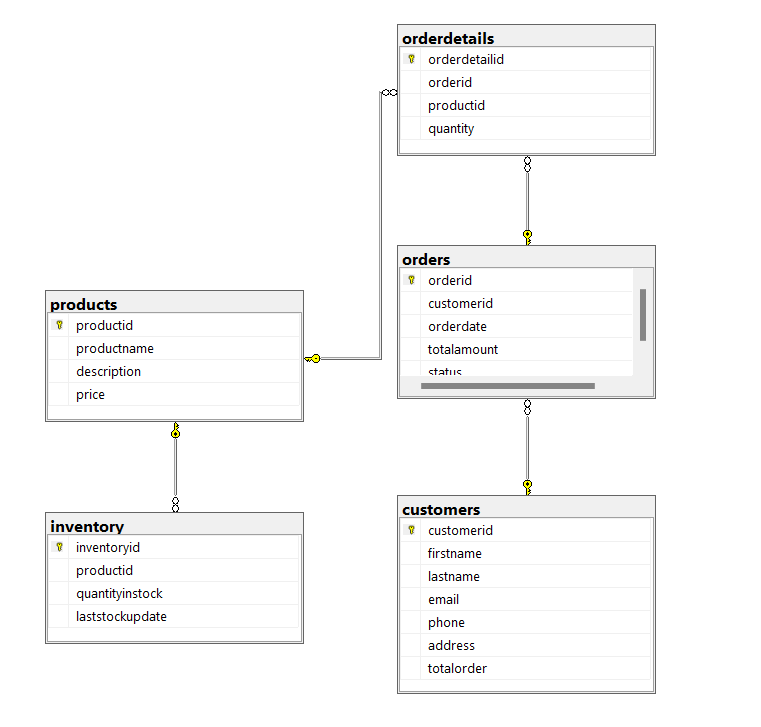 orderdetails
orderdetailid
orderid
productid
quantity
orders
orderid
customerid
orderdate
totalamount
status
products
productid
productname
description
price
inventory
inventoryid
productid
quantityinstock
laststockupdate
customers
customerid
firstname
lastname
email
phone
address
totalorder